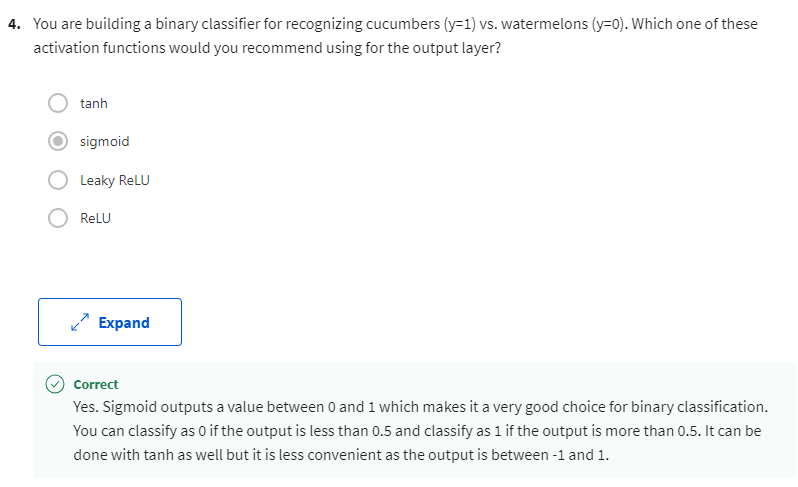 4. You are building a binary classifier for recognizing cucumbers (y=1) vs. watermelons (y=0). Which one of these
activation functions would you recommend using for the output layer?
tanh
sigmoid
Leaky ReLU
ReLU
Expand
Correct
Yes. Sigmoid outputs a value between 0 and 1 which makes it a very good choice for binary classification.
You can classify as 0 if the output is less than 0.5 and classify as 1 if the output is more than 0.5. It can be
done with tanh as well but it is less convenient as the output is between -1 and 1.